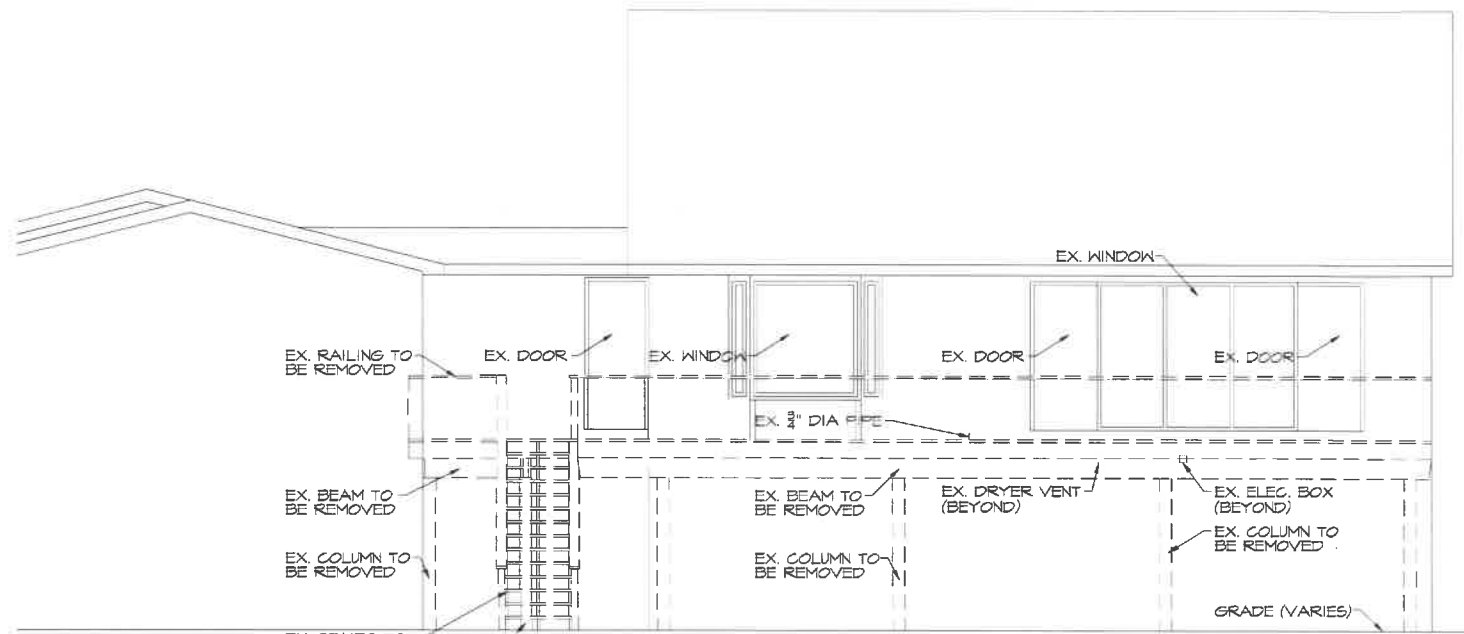 EX. WINDOW
EX. RAILING TO
BE REMOVED
EX. DOOR
EX. WINDOW
EX. DOOR
EX. DOOR
EX. 3/4" DIA PIPE
EX. BEAM TO
BE REMOVED
EX. BEAM TO
BE REMOVED
EX. DRYER VENT
(BEYOND)
EX. ELEC. BOX
(BEYOND)
EX. COLUMN TO
BE REMOVED
EX. COLUMN TO
BE REMOVED
EX. COLUMN TO
BE REMOVED
GRADE (VARIES)